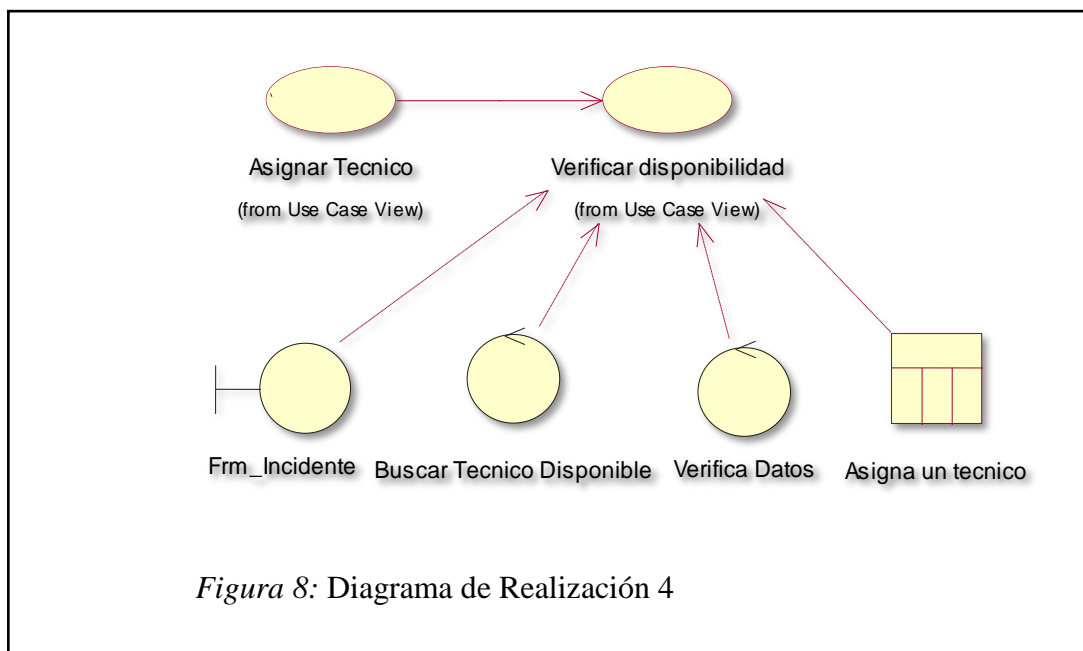 Asignar Tecnico
(from Use Case View)
Verificar disponibilidad
(from Use Case View)
Frm_Incidente
Buscar Tecnico Disponible
Verifica Datos
Asigna un tecnico
Figura 8: Diagrama de Realización 4